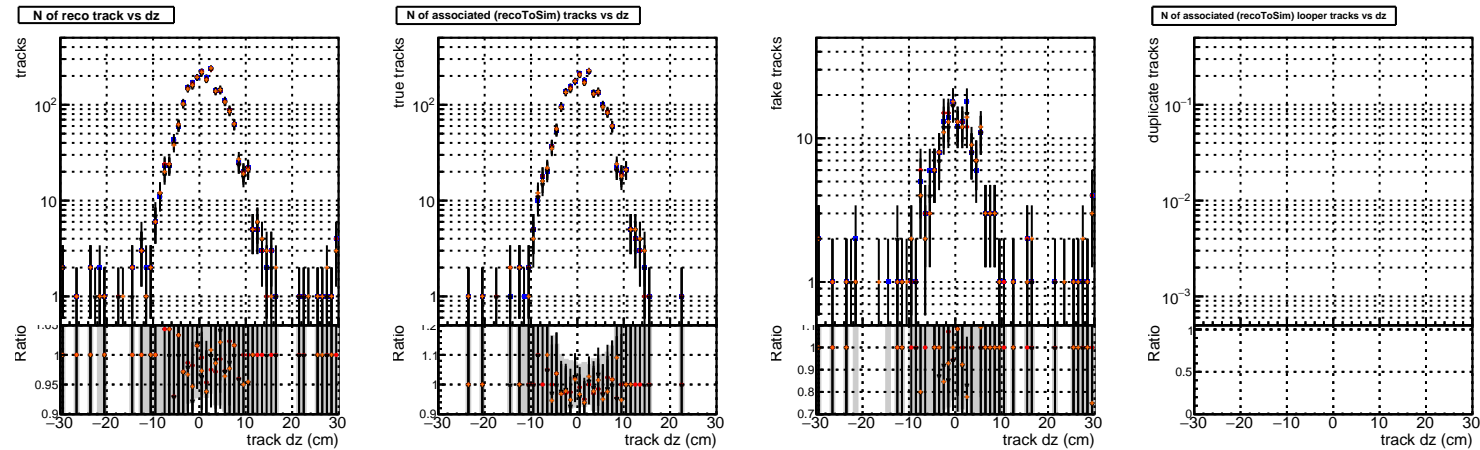 N of reco track vs dz
tracks
10²
10
1
Ratio
1
0.95
0.9
−30 −20 −10 0 10 20 30
track dz (cm)
N of associated (recoToSim) tracks vs dz
true tracks
10²
10
1
Ratio
1.2
1.1
1
0.9
−30 −20 −10 0 10 20 30
track dz (cm)
fake tracks
10
1
Ratio
1.1
1
0.9
0.8
0.7
−30 −20 −10 0 10 20 30
track dz (cm)
N of associated (recoToSim) looper tracks vs dz
duplicate tracks
10⁻¹
10⁻²
10⁻³
Ratio
1
0.5
0
−30 −20 −10 0 10 20 30
track dz (cm)